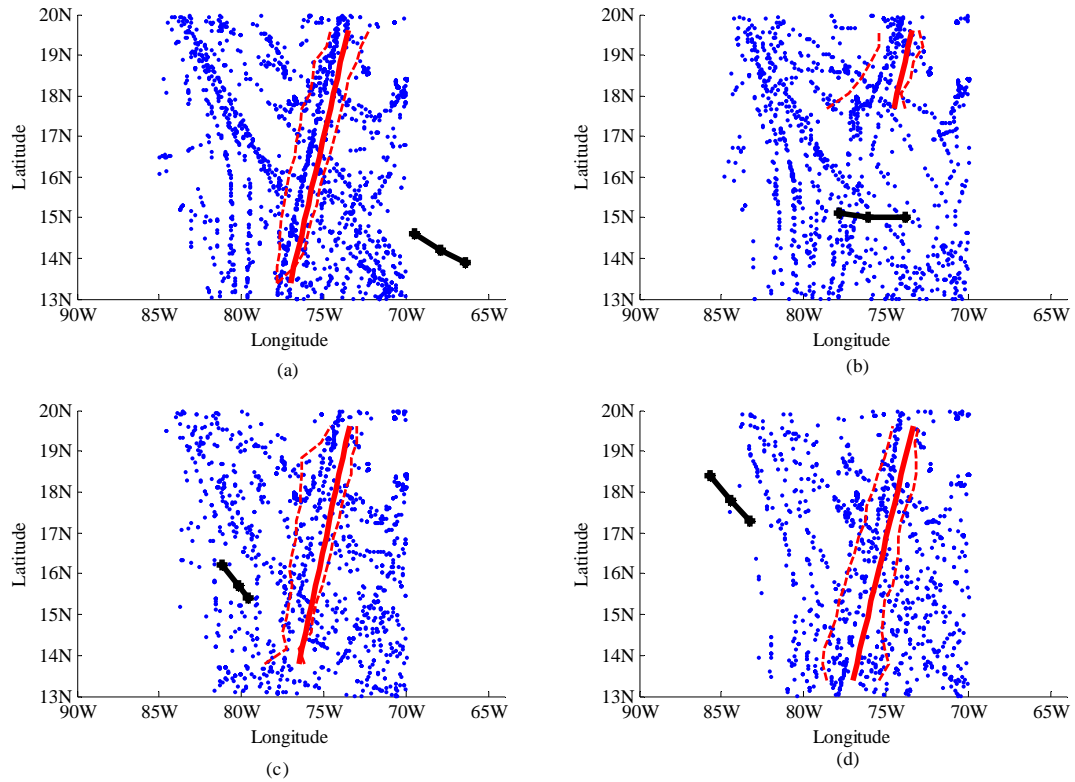 20N 20N
19N 19N
18N 18N
17N 17N
16N 16N
15N 15N
14N 14N
13N 13N
Latitude Latitude
90W 85W 80W 75W 70W 65W 90W 85W 80W 75W 70W 65W
Longitude Longitude
(a) (b)
20N 20N
19N 19N
18N 18N
17N 17N
16N 16N
15N 15N
14N 14N
13N 13N
Latitude Latitude
90W 85W 80W 75W 70W 65W 90W 85W 80W 75W 70W 65W
Longitude Longitude
(c) (d)